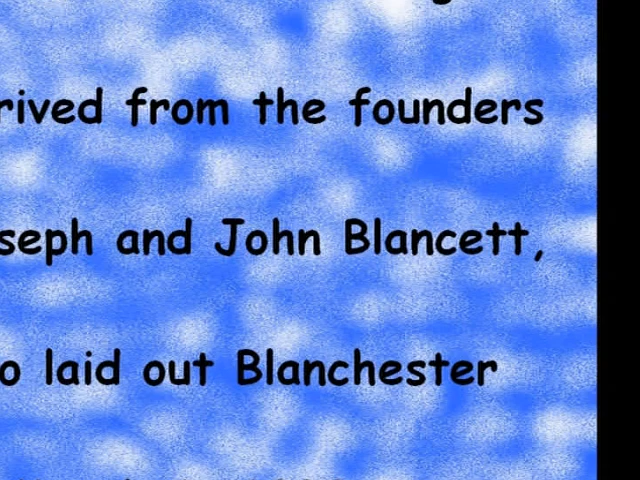 rived from the founders
seph and John Blancett,
o laid out Blanchester